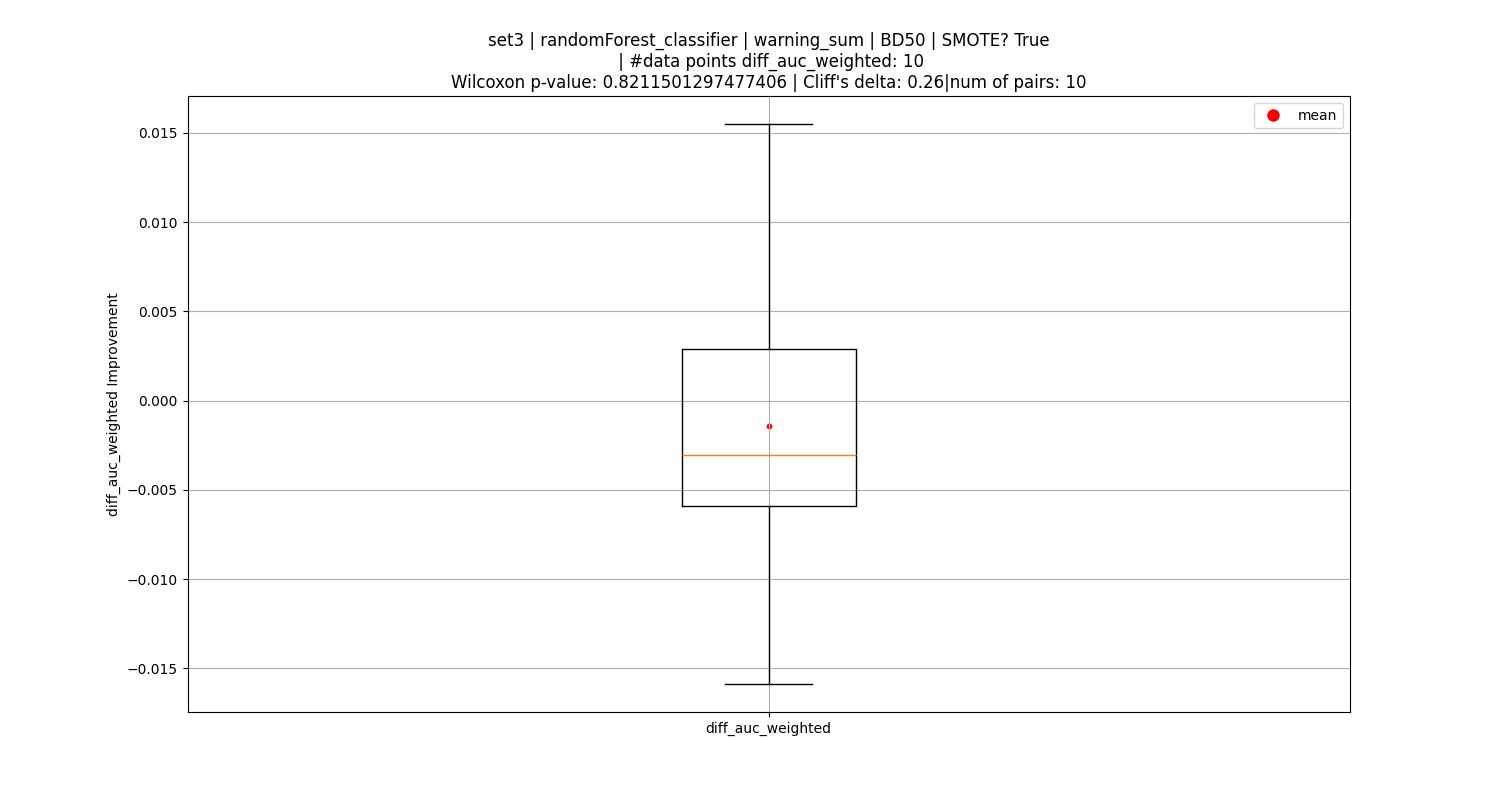 set3 | randomForest_classifier | warning_sum | BD50 | SMOTE? True
| #data points diff_auc_weighted: 10
Wilcoxon p-value: 0.8211501297477406 | Cliff's delta: 0.26|num of pairs: 10
mean
0.015
0.010
0.005
0.000
−0.005
−0.010
−0.015
diff_auc_weighted Improvement
diff_auc_weighted